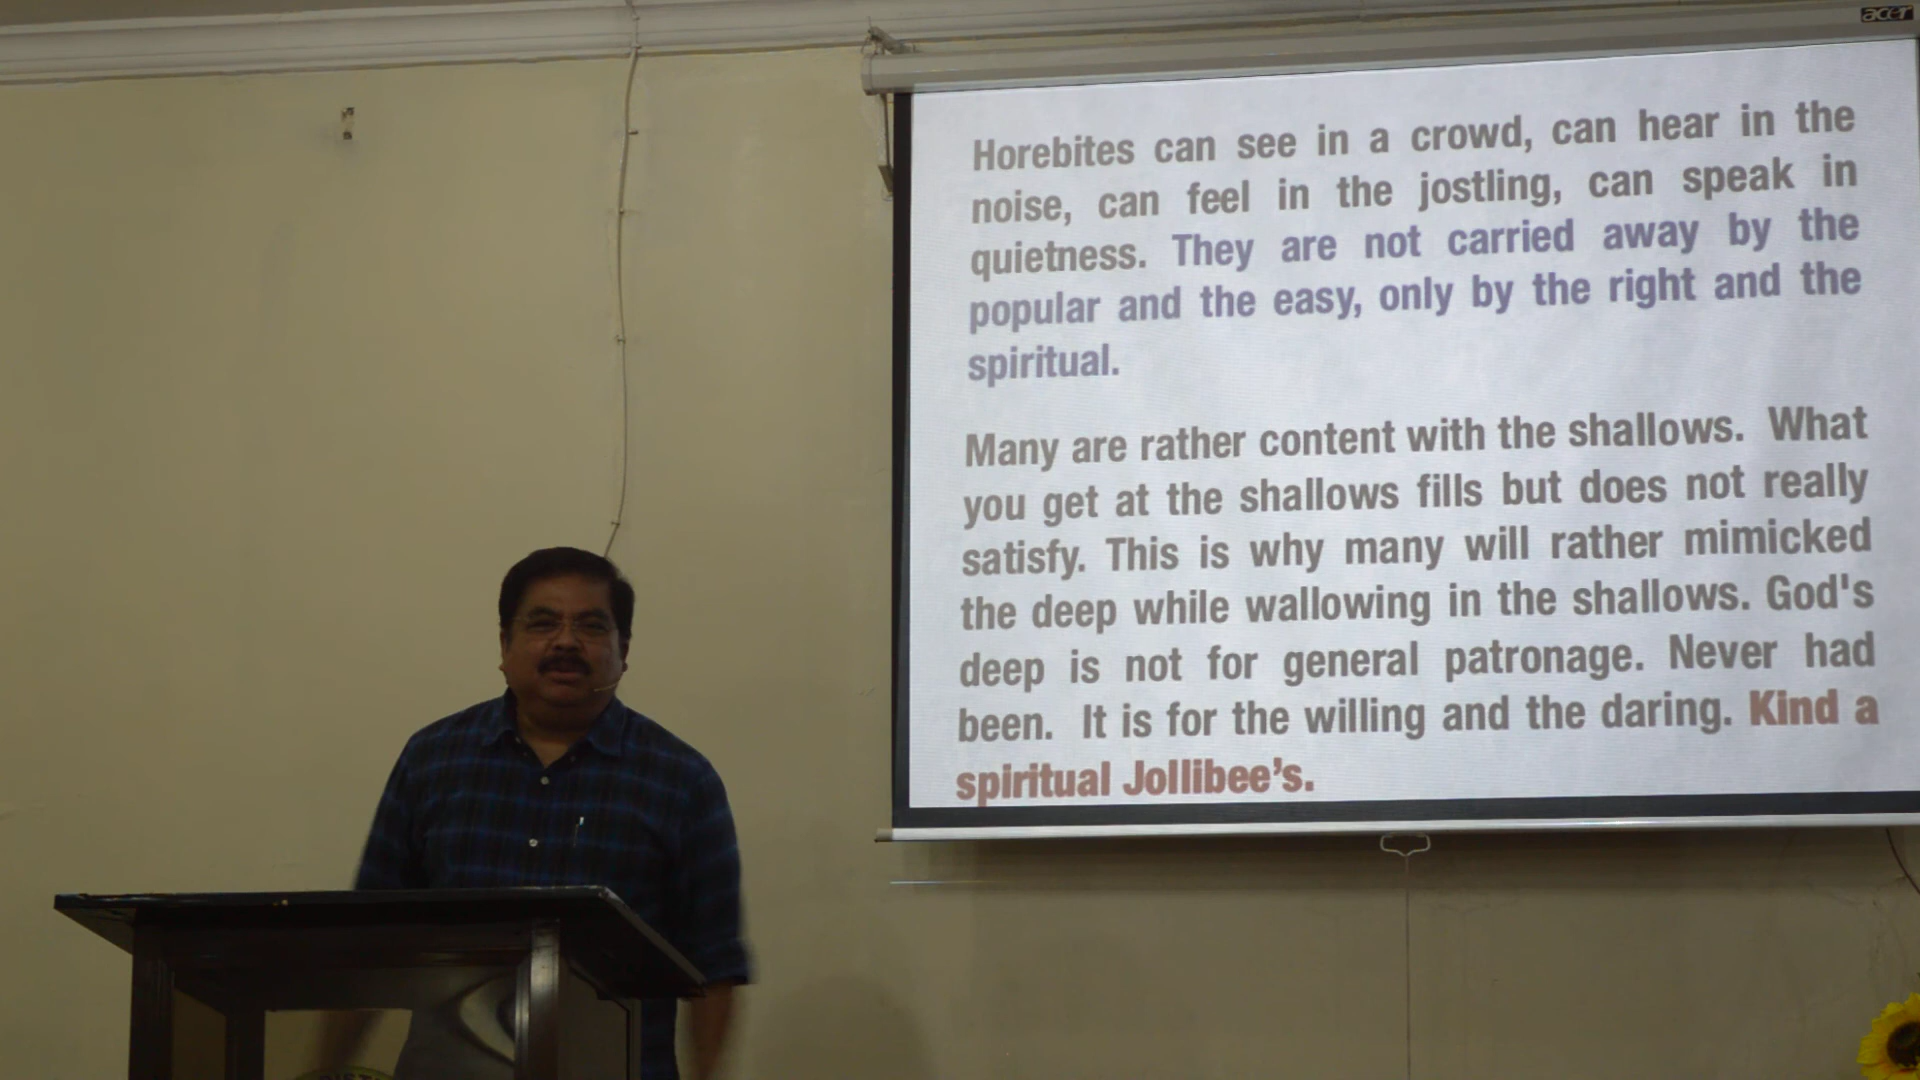 acer
Horebites can see in a crowd, can hear in the
noise, can feel in the jostling, can speak in
quietness. They are not carried away by the
popular and the easy, only by the right and the
spiritual.
Many are rather content with the shallows. What
you get at the shallows fills but does not really
satisfy. This is why many will rather mimicked
the deep while wallowing in the shallows. God's
deep is not for general patronage. Never had
been. It is for the willing and the daring. Kind a
spiritual Jollibee’s.